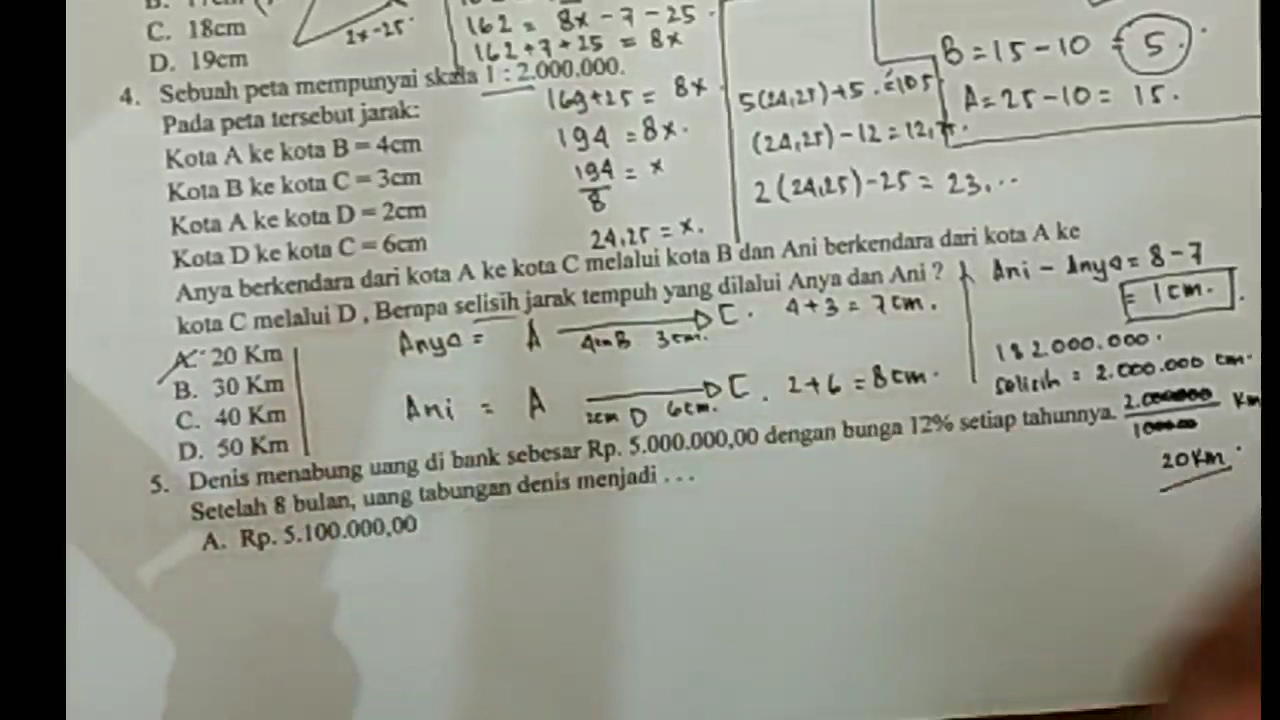 C. 18cm
D. 19cm
2x-25
162 = 8x - 7 - 25
162+7+25 = 8x
169+25 = 8x
194 = 8x.
194/8 = x
24,25 = x.
5(24,25)+5.=105
(24,25)-12=12,
2(24,25)-25=23,...
B=15-10 = 5.
A=25-10= 15.
4. Sebuah peta mempunyai skala 1 : 2.000.000.
Pada peta tersebut jarak:
Kota A ke kota B = 4cm
Kota B ke kota C = 3cm
Kota A ke kota D = 2cm
Kota D ke kota C = 6cm
Anya berkendara dari kota A ke kota C melalui kota B dan Ani berkendara dari kota A ke
kota C melalui D , Berapa selisih jarak tempuh yang dilalui Anya dan Ani ?
A. 20 Km
B. 30 Km
C. 40 Km
D. 50 Km
Anya = A C. 4+3 = 7cm.
4cm B 3cm.
Ani = A C. 2+6 = 8cm.
2cm D 6cm.
Ani - Anya = 8-7
= 1cm.
1:2.000.000.
selisih = 2.000.000 cm.
Km
20Km.
5. Denis menabung uang di bank sebesar Rp. 5.000.000,00 dengan bunga 12% setiap tahunnya.
Setelah 8 bulan, uang tabungan denis menjadi . . .
A. Rp. 5.100.000,00